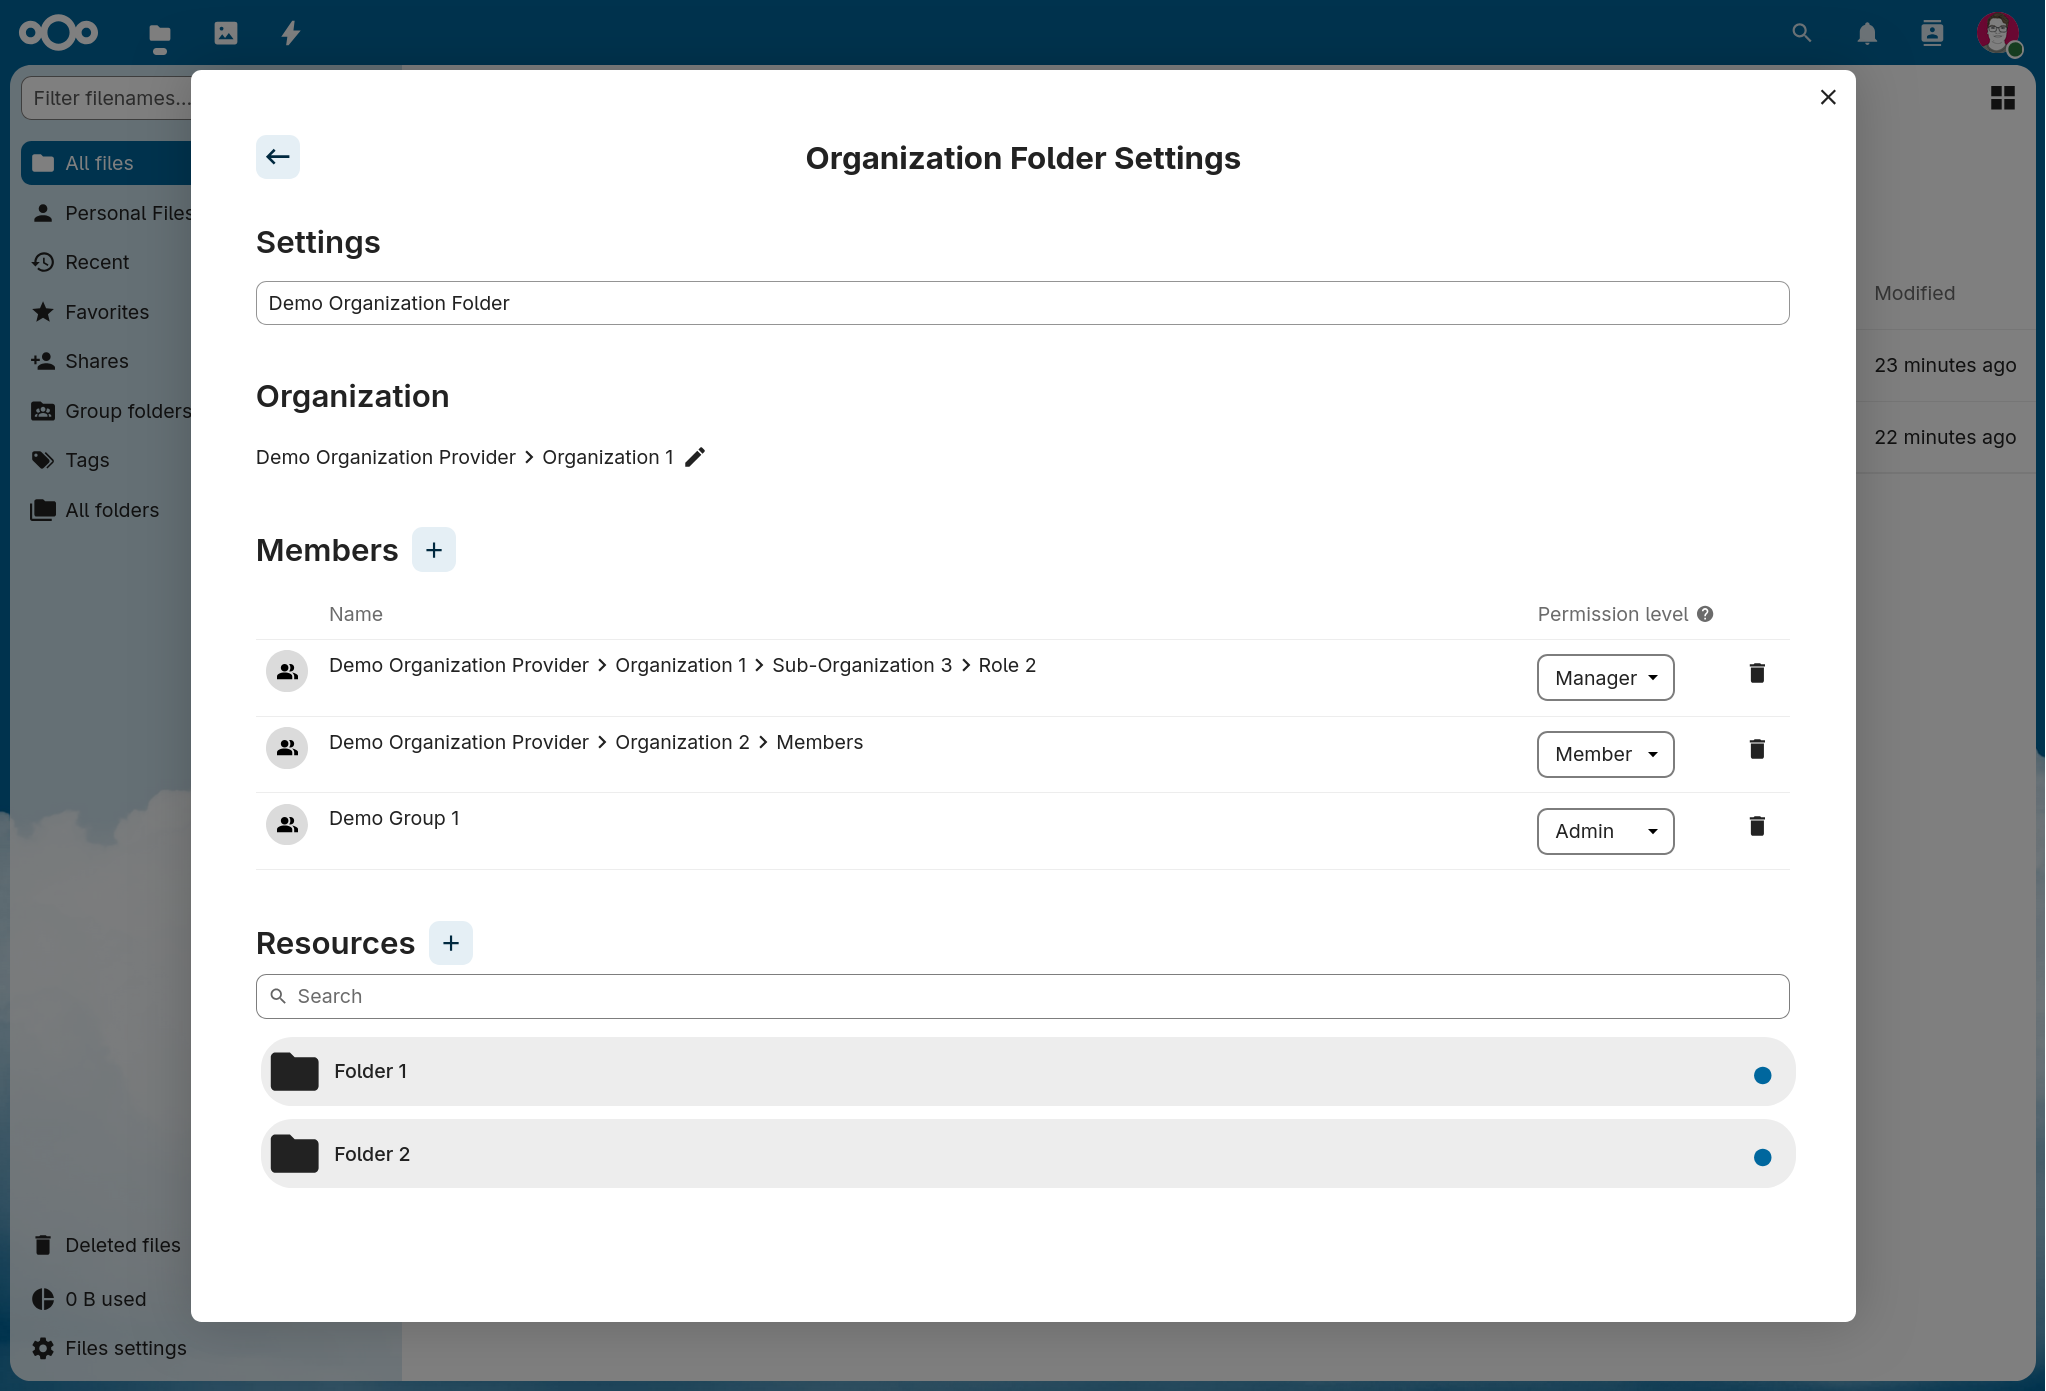 Filter filenames...
All files
Personal Files
Recent
Favorites
Shares
Group folders
Tags
All folders
Deleted files
0 B used
Files settings
Organization Folder Settings
Settings
Demo Organization Folder
Organization
Demo Organization Provider > Organization 1
Members +
Name Permission level ?
Demo Organization Provider > Organization 1 > Sub-Organization 3 > Role 2 Manager
Demo Organization Provider > Organization 2 > Members Member
Demo Group 1 Admin
Resources +
Search
Folder 1
Folder 2
Modified
23 minutes ago
22 minutes ago